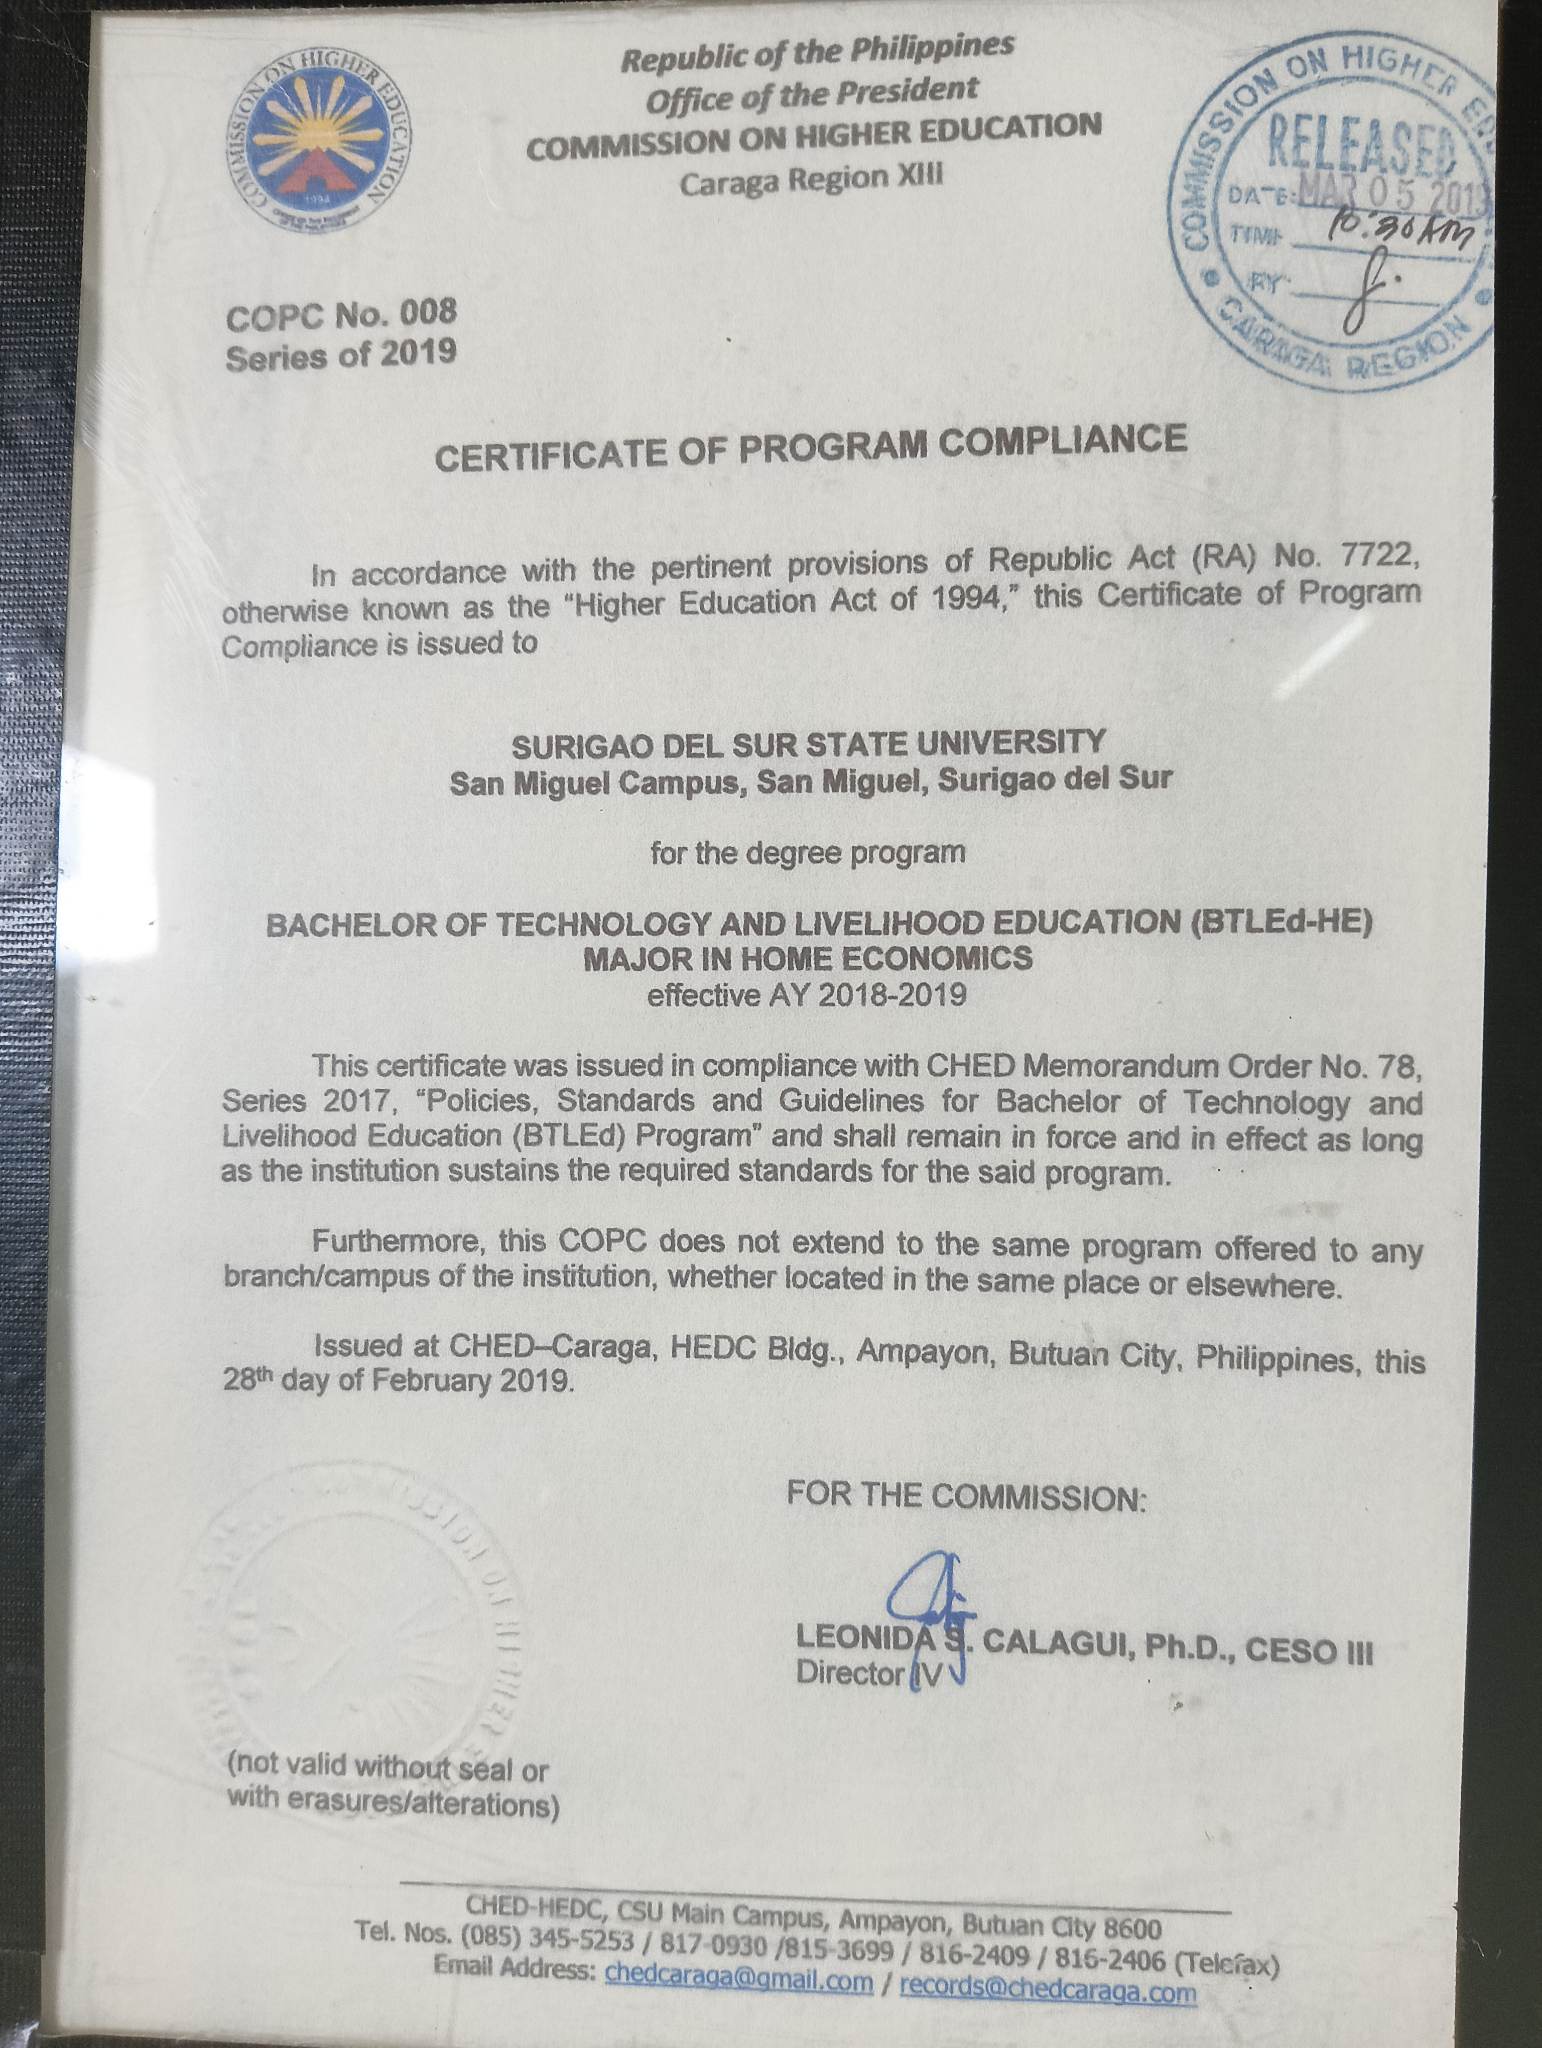 COMMISSION ON HIGHER EDUCATION
1994
Republic of the Philippines
Office of the President
COMMISSION ON HIGHER EDUCATION
Caraga Region XIII
COMMISSION ON HIGHER ED
RELEASED
DATE: MAR 05 2019
TIME 10:30 AM
BY
CARAGA REGION
COPC No. 008
Series of 2019
CERTIFICATE OF PROGRAM COMPLIANCE
In accordance with the pertinent provisions of Republic Act (RA) No. 7722,
otherwise known as the “Higher Education Act of 1994,” this Certificate of Program
Compliance is issued to
SURIGAO DEL SUR STATE UNIVERSITY
San Miguel Campus, San Miguel, Surigao del Sur
for the degree program
BACHELOR OF TECHNOLOGY AND LIVELIHOOD EDUCATION (BTLEd-HE)
MAJOR IN HOME ECONOMICS
effective AY 2018-2019
This certificate was issued in compliance with CHED Memorandum Order No. 78,
Series 2017, “Policies, Standards and Guidelines for Bachelor of Technology and
Livelihood Education (BTLEd) Program” and shall remain in force and in effect as long
as the institution sustains the required standards for the said program.
Furthermore, this COPC does not extend to the same program offered to any
branch/campus of the institution, whether located in the same place or elsewhere.
Issued at CHED–Caraga, HEDC Bldg., Ampayon, Butuan City, Philippines, this
28th day of February 2019.
FOR THE COMMISSION:
LEONIDA S. CALAGUI, Ph.D., CESO III
Director IV
(not valid without seal or
with erasures/alterations)
CHED-HEDC, CSU Main Campus, Ampayon, Butuan City 8600
Tel. Nos. (085) 345-5253 / 817-0930 /815-3699 / 816-2409 / 816-2406 (Telefax)
Email Address: chedcaraga@gmail.com / records@chedcaraga.com